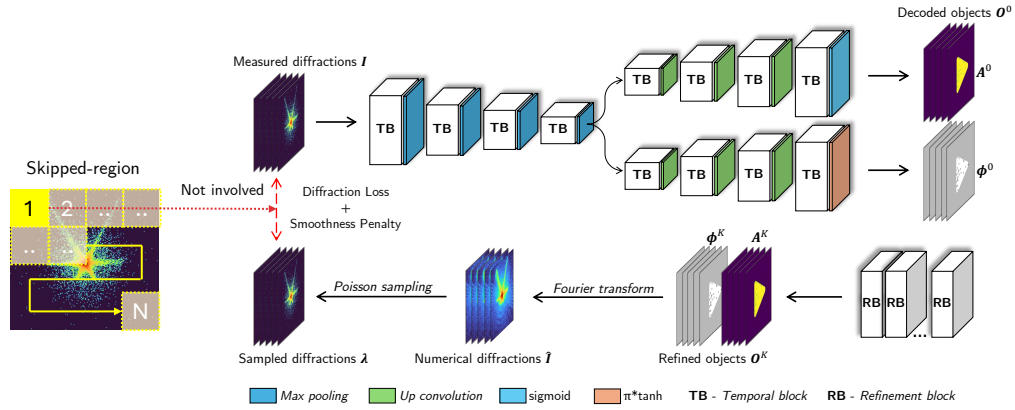 Decoded objects O⁰
Measured diffractions I
A⁰
TB TB TB TB
TB TB TB TB
TB TB TB TB
ϕ⁰
Skipped-region
1 2 .. ..
.. ..
N
Not involved
Diffraction Loss
+
Smoothness Penalty
ϕᴷ Aᴷ
Poisson sampling
Fourier transform
RB RB ... RB
Sampled diffractions λ
Numerical diffractions Î
Refined objects Oᴷ
Max pooling
Up convolution
sigmoid
π*tanh
TB - Temporal block
RB - Refinement block